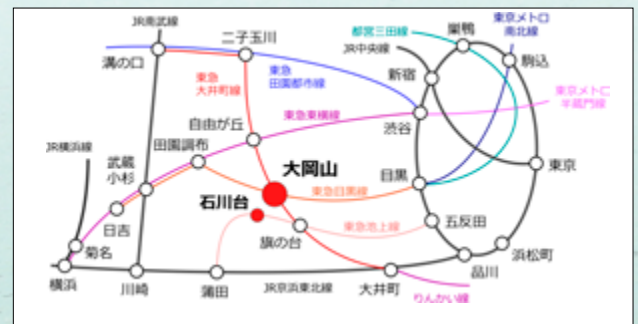 JR南武線
二子玉川
溝の口
東急
大井町線
東急
田園都市線
都営三田線
JR中央線
巣鴨
東京メトロ
南北線
駒込
新宿
東京メトロ
半蔵門線
渋谷
東急東横線
自由が丘
田園調布
JR横浜線
武蔵
小杉
大岡山
東急目黒線
目黒
東京
石川台
日吉
旗の台
東急池上線
五反田
菊名
浜松町
品川
横浜
川崎
蒲田
JR京浜東北線
大井町
りんかい線